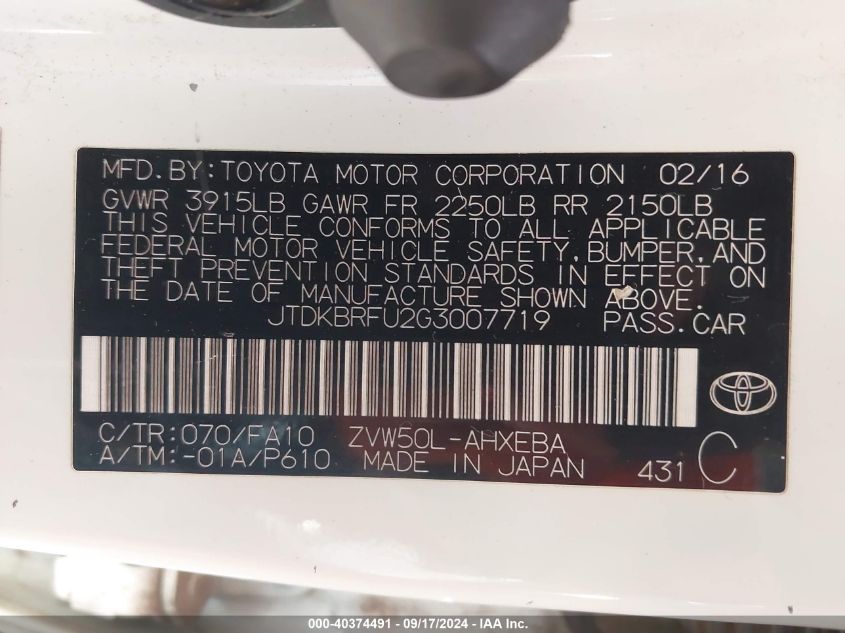 MFD.BY:TOYOTA MOTOR CORPORATION 02/16
GVWR 3915LB GAWR FR 2250LB RR 2150LB
THIS VEHICLE CONFORMS TO ALL APPLICABLE
FEDERAL MOTOR VEHICLE SAFETY,BUMPER,AND
THEFT PREVENTION STANDARDS IN EFFECT ON
THE DATE OF MANUFACTURE SHOWN ABOVE.
JTDKBRFU2G3007719 PASS.CAR
C/TR:070/FA10 ZVW50L-AHXEBA
A/TM:-01A/P610 MADE IN JAPAN 431 C
000-40374491 - 09/17/2024 - IAA Inc.